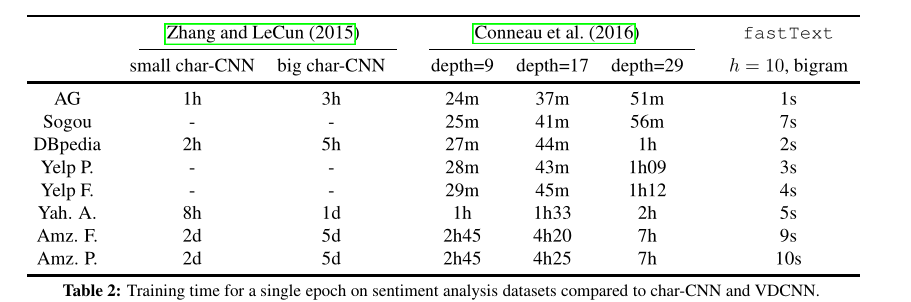 Zhang and LeCun (2015) Conneau et al. (2016) fastText
small char-CNN big char-CNN depth=9 depth=17 depth=29 h = 10, bigram
AG 1h 3h 24m 37m 51m 1s
Sogou - - 25m 41m 56m 7s
DBpedia 2h 5h 27m 44m 1h 2s
Yelp P. - - 28m 43m 1h09 3s
Yelp F. - - 29m 45m 1h12 4s
Yah. A. 8h 1d 1h 1h33 2h 5s
Amz. F. 2d 5d 2h45 4h20 7h 9s
Amz. P. 2d 5d 2h45 4h25 7h 10s
Table 2: Training time for a single epoch on sentiment analysis datasets compared to char-CNN and VDCNN.